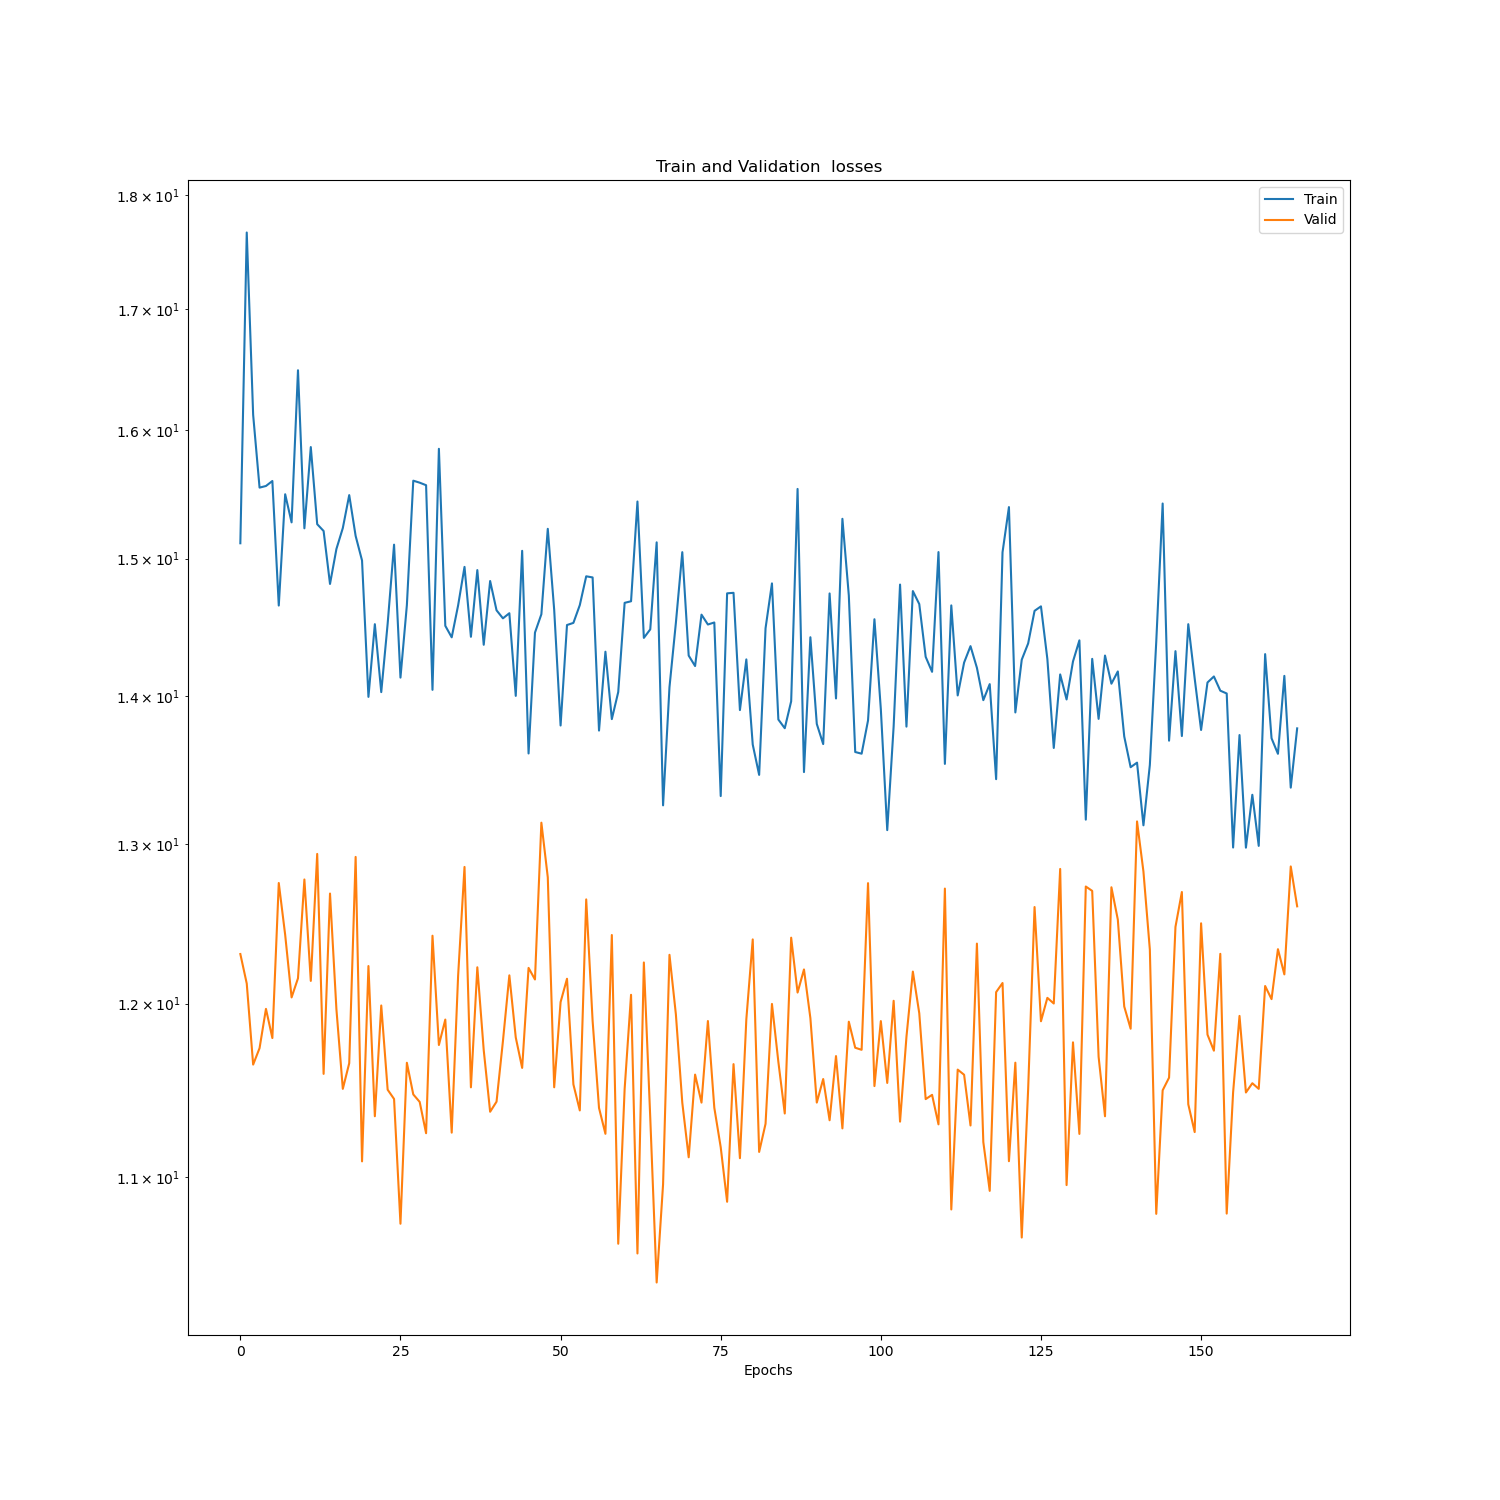 Train and Validation  losses
Train
Valid
1.8 × 10¹
1.7 × 10¹
1.6 × 10¹
1.5 × 10¹
1.4 × 10¹
1.3 × 10¹
1.2 × 10¹
1.1 × 10¹
0 25 50 75 100 125 150
Epochs